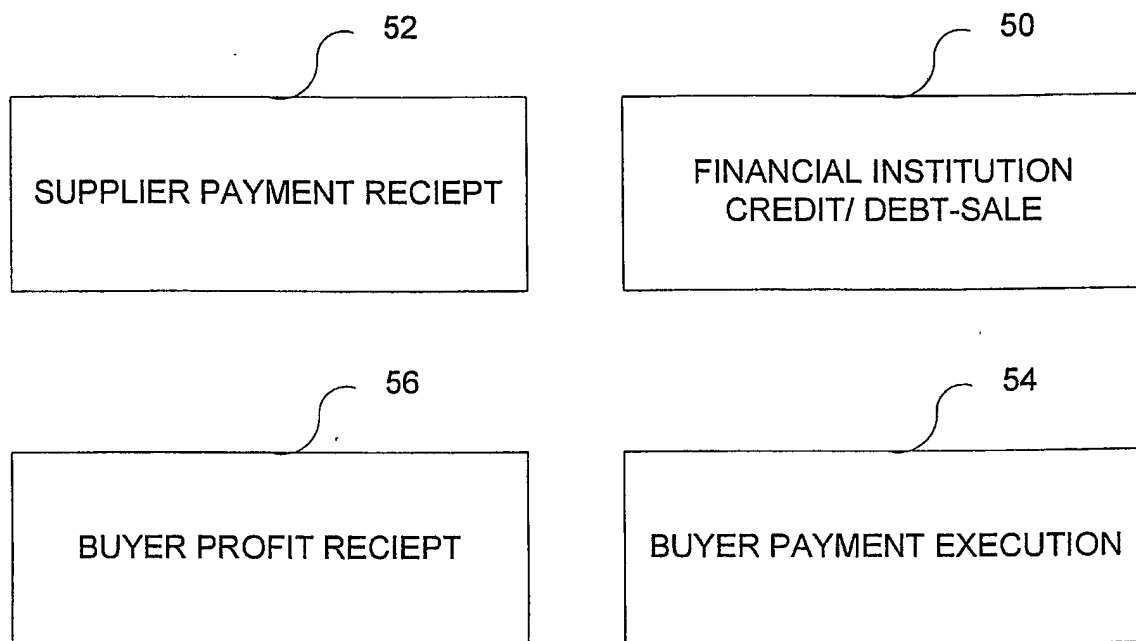 52
50
SUPPLIER PAYMENT RECIEPT
FINANCIAL INSTITUTION
CREDIT/ DEBT-SALE
56
54
BUYER PROFIT RECIEPT
BUYER PAYMENT EXECUTION